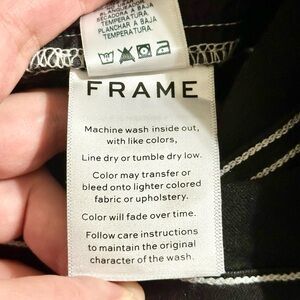 SECADORA A BAJA
TEMPERATURA.
PLANCHAR A BAJA
TEMPERATURA.
FRAME
Machine wash inside out,
with like colors,
Line dry or tumble dry low.
Color may transfer or
bleed onto lighter colored
fabric or upholstery.
Color will fade over time.
Follow care instructions
to maintain the original
character of the wash.